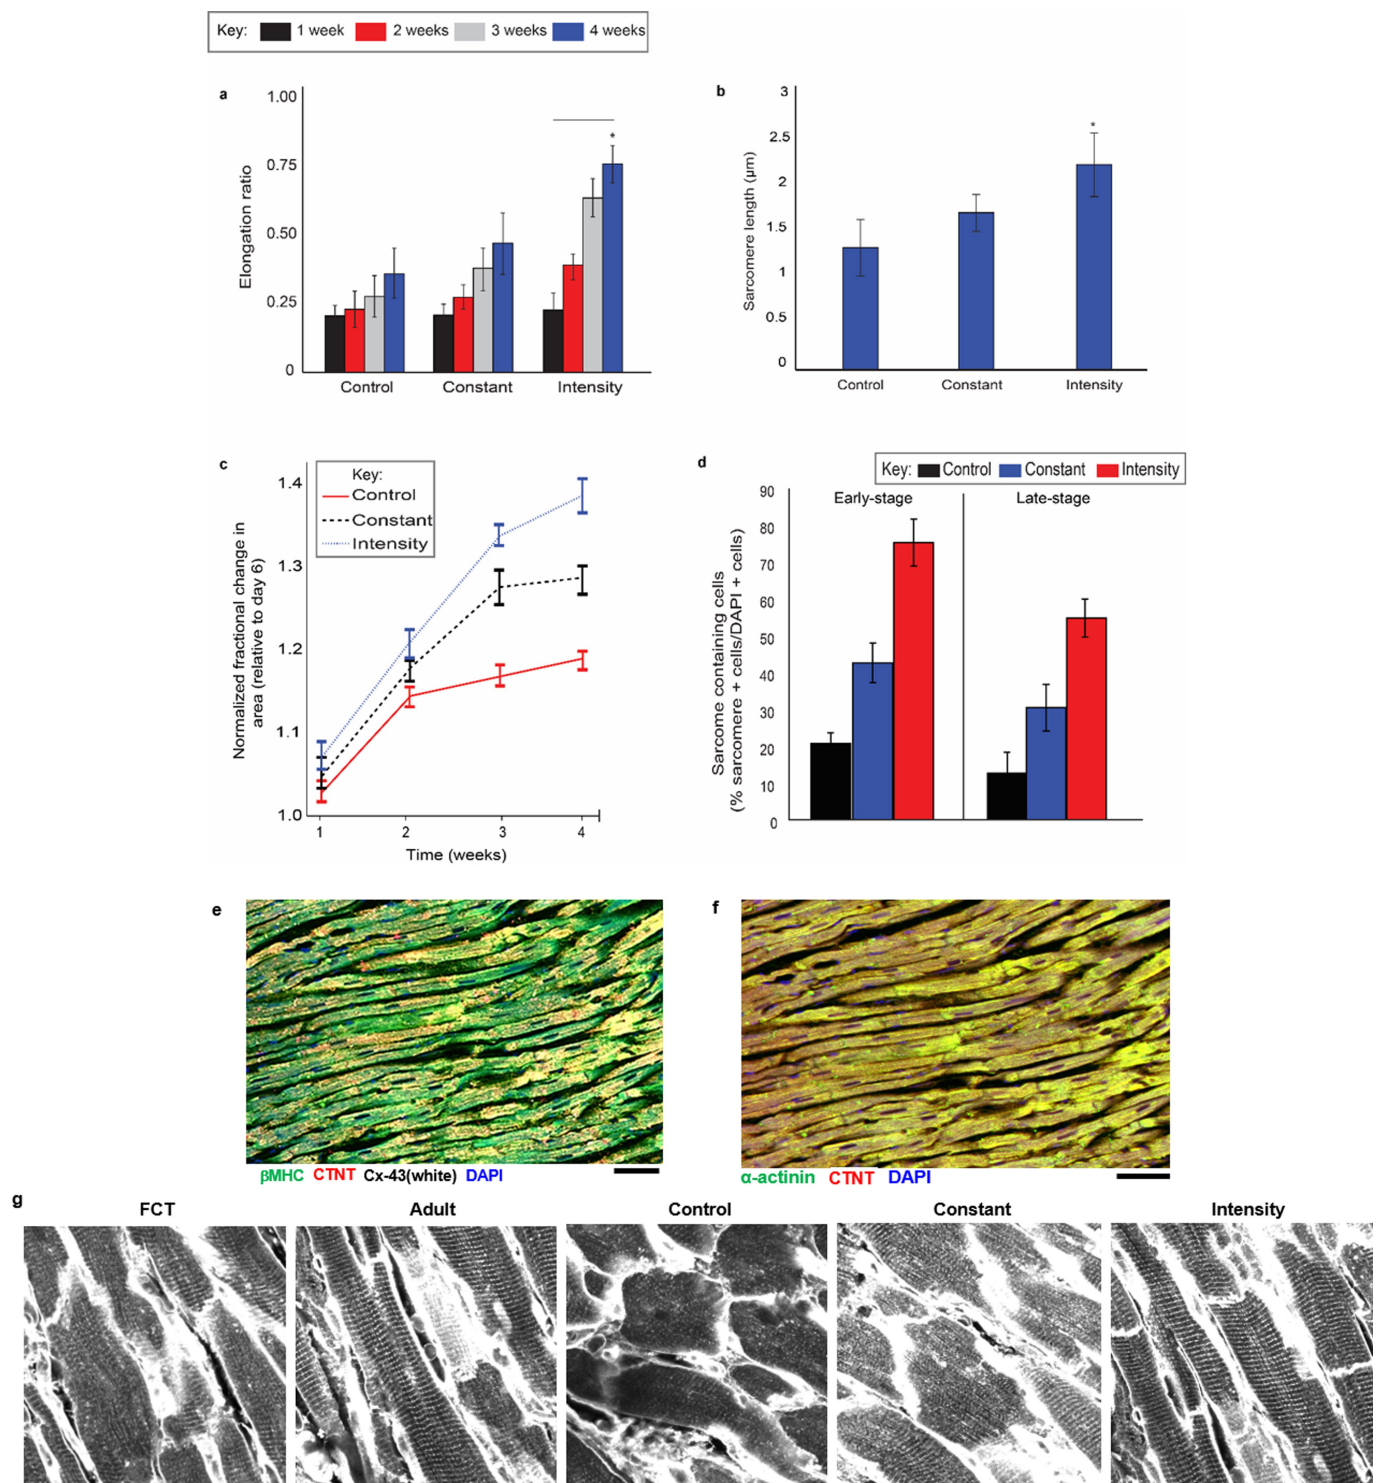 Key: 1 week 2 weeks 3 weeks 4 weeks
a
1.00
0.75
0.50
0.25
0
Elongation ratio
Control Constant Intensity
*
b
3
2.5
2
1.5
1
0.5
0
Sarcomere length (µm)
Control Constant Intensity
*
c
Key:
Control
Constant
Intensity
1.4
1.3
1.2
1.1
1.0
Normalized fractional change in
area (relative to day 6)
1 2 3 4
Time (weeks)
d
Key: Control Constant Intensity
Early-stage Late-stage
90
80
70
60
50
40
30
20
10
0
Sarcome containing cells
(% sarcomere + cells/DAPI + cells)
e
βMHC CTNT Cx-43(white) DAPI
f
α-actinin CTNT DAPI
g
FCT Adult Control Constant Intensity